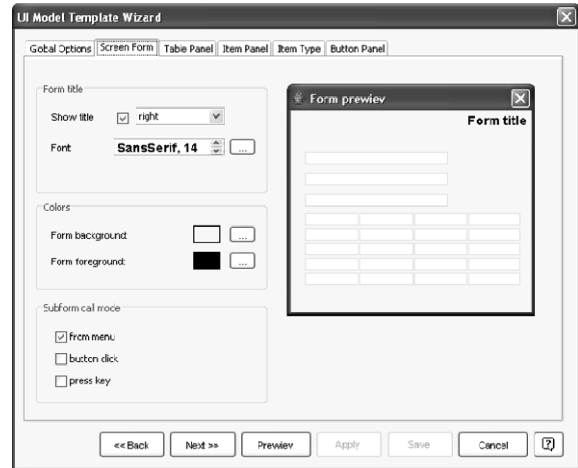 UI Model Template Wizard
Gobal Options Screen Form Table Panel Item Panel Item Type Button Panel
Form title
Show title right
Font SansSerif, 14 ...
Colors
Form background: ...
Form foreground: ...
Subform cal mode
from menu
button click
press key
Form previev
Form title
<< Back Next >> Previev Apply Save Cancel ?